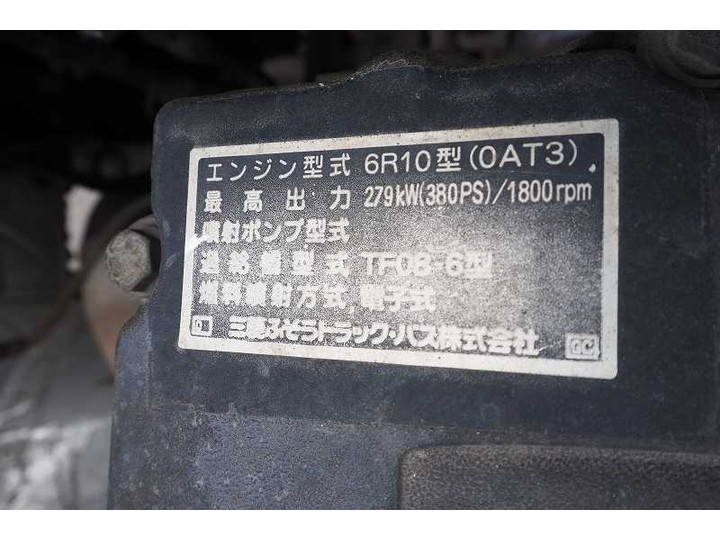 エンジン型式 6R10型(0AT3)
最高出力 279kW(380PS)/1800rpm
噴射ポンプ型式
過給機型式 TF08-6型
燃料噴射方式 電子式
三菱ふそうトラック・バス株式会社